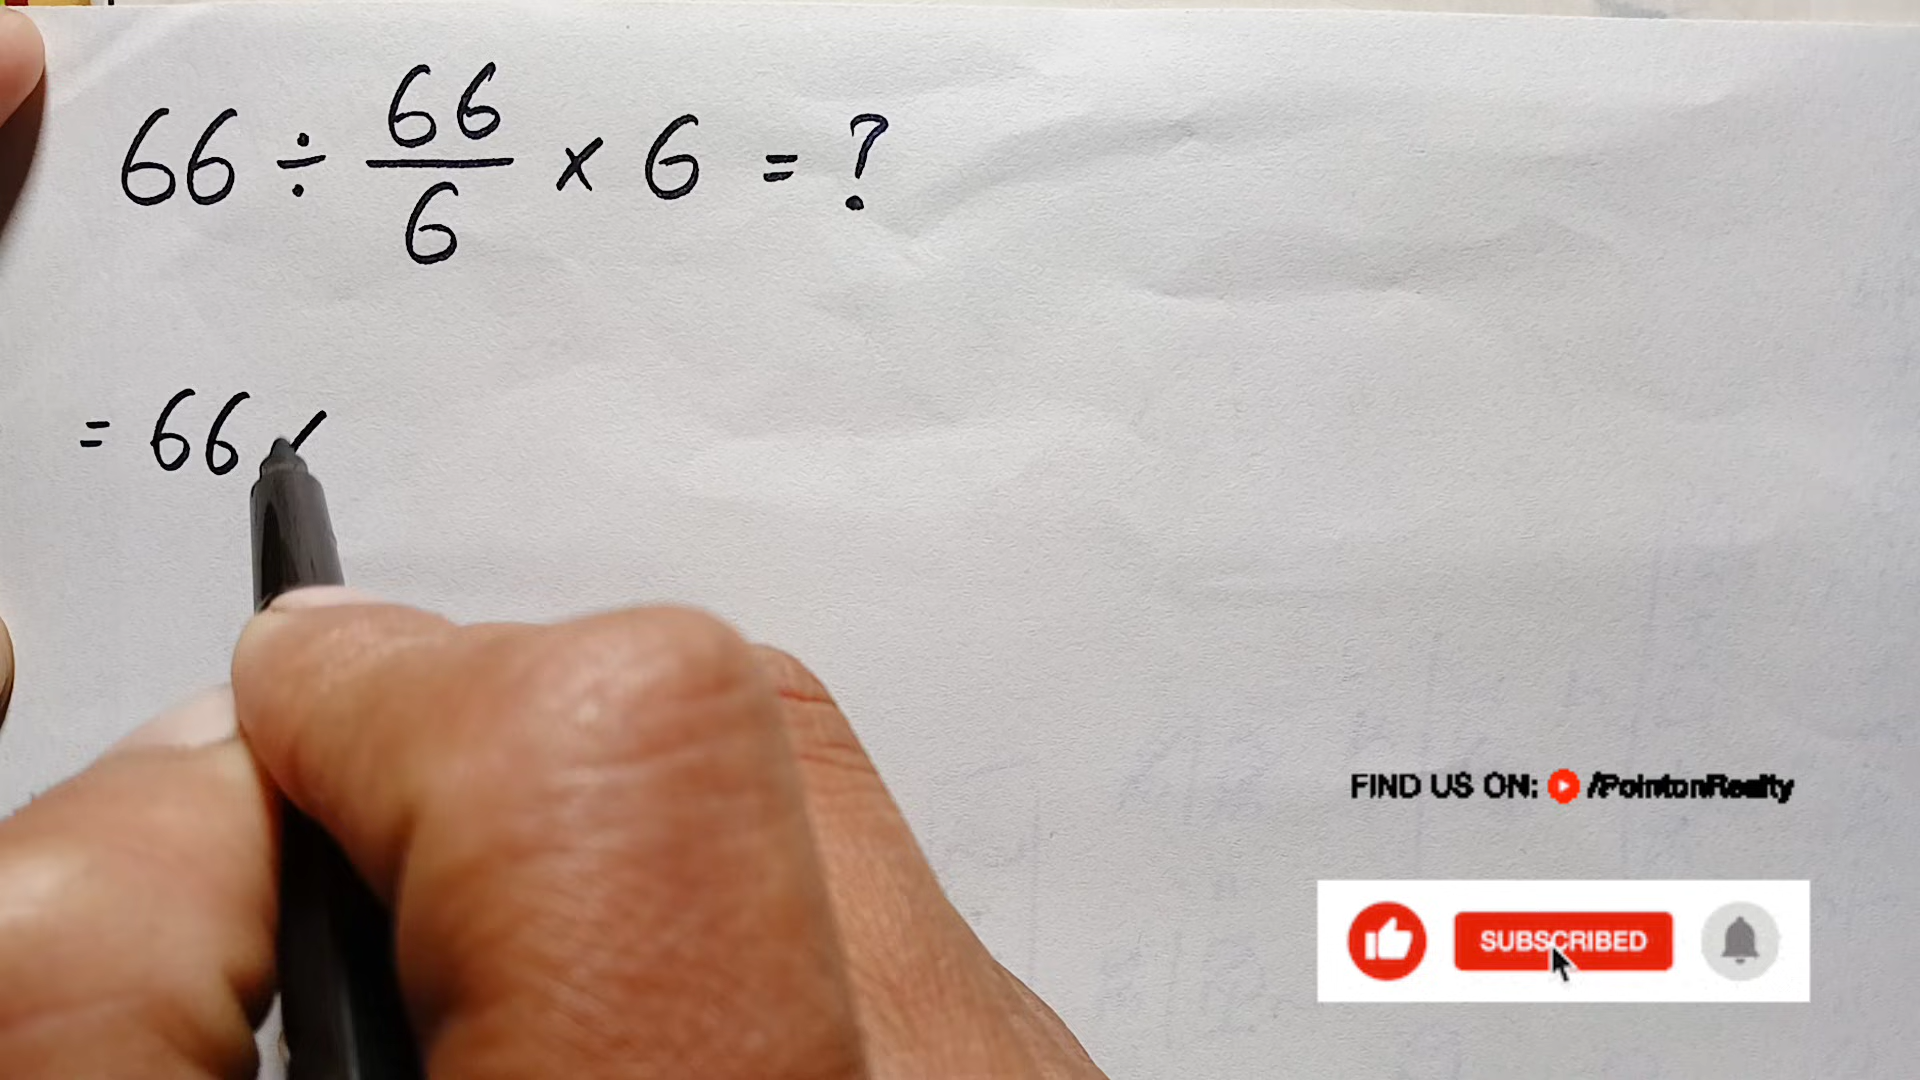 66 ÷ 66/6 × 6 = ?
= 66
FIND US ON: /PointonRealty
SUBSCRIBED